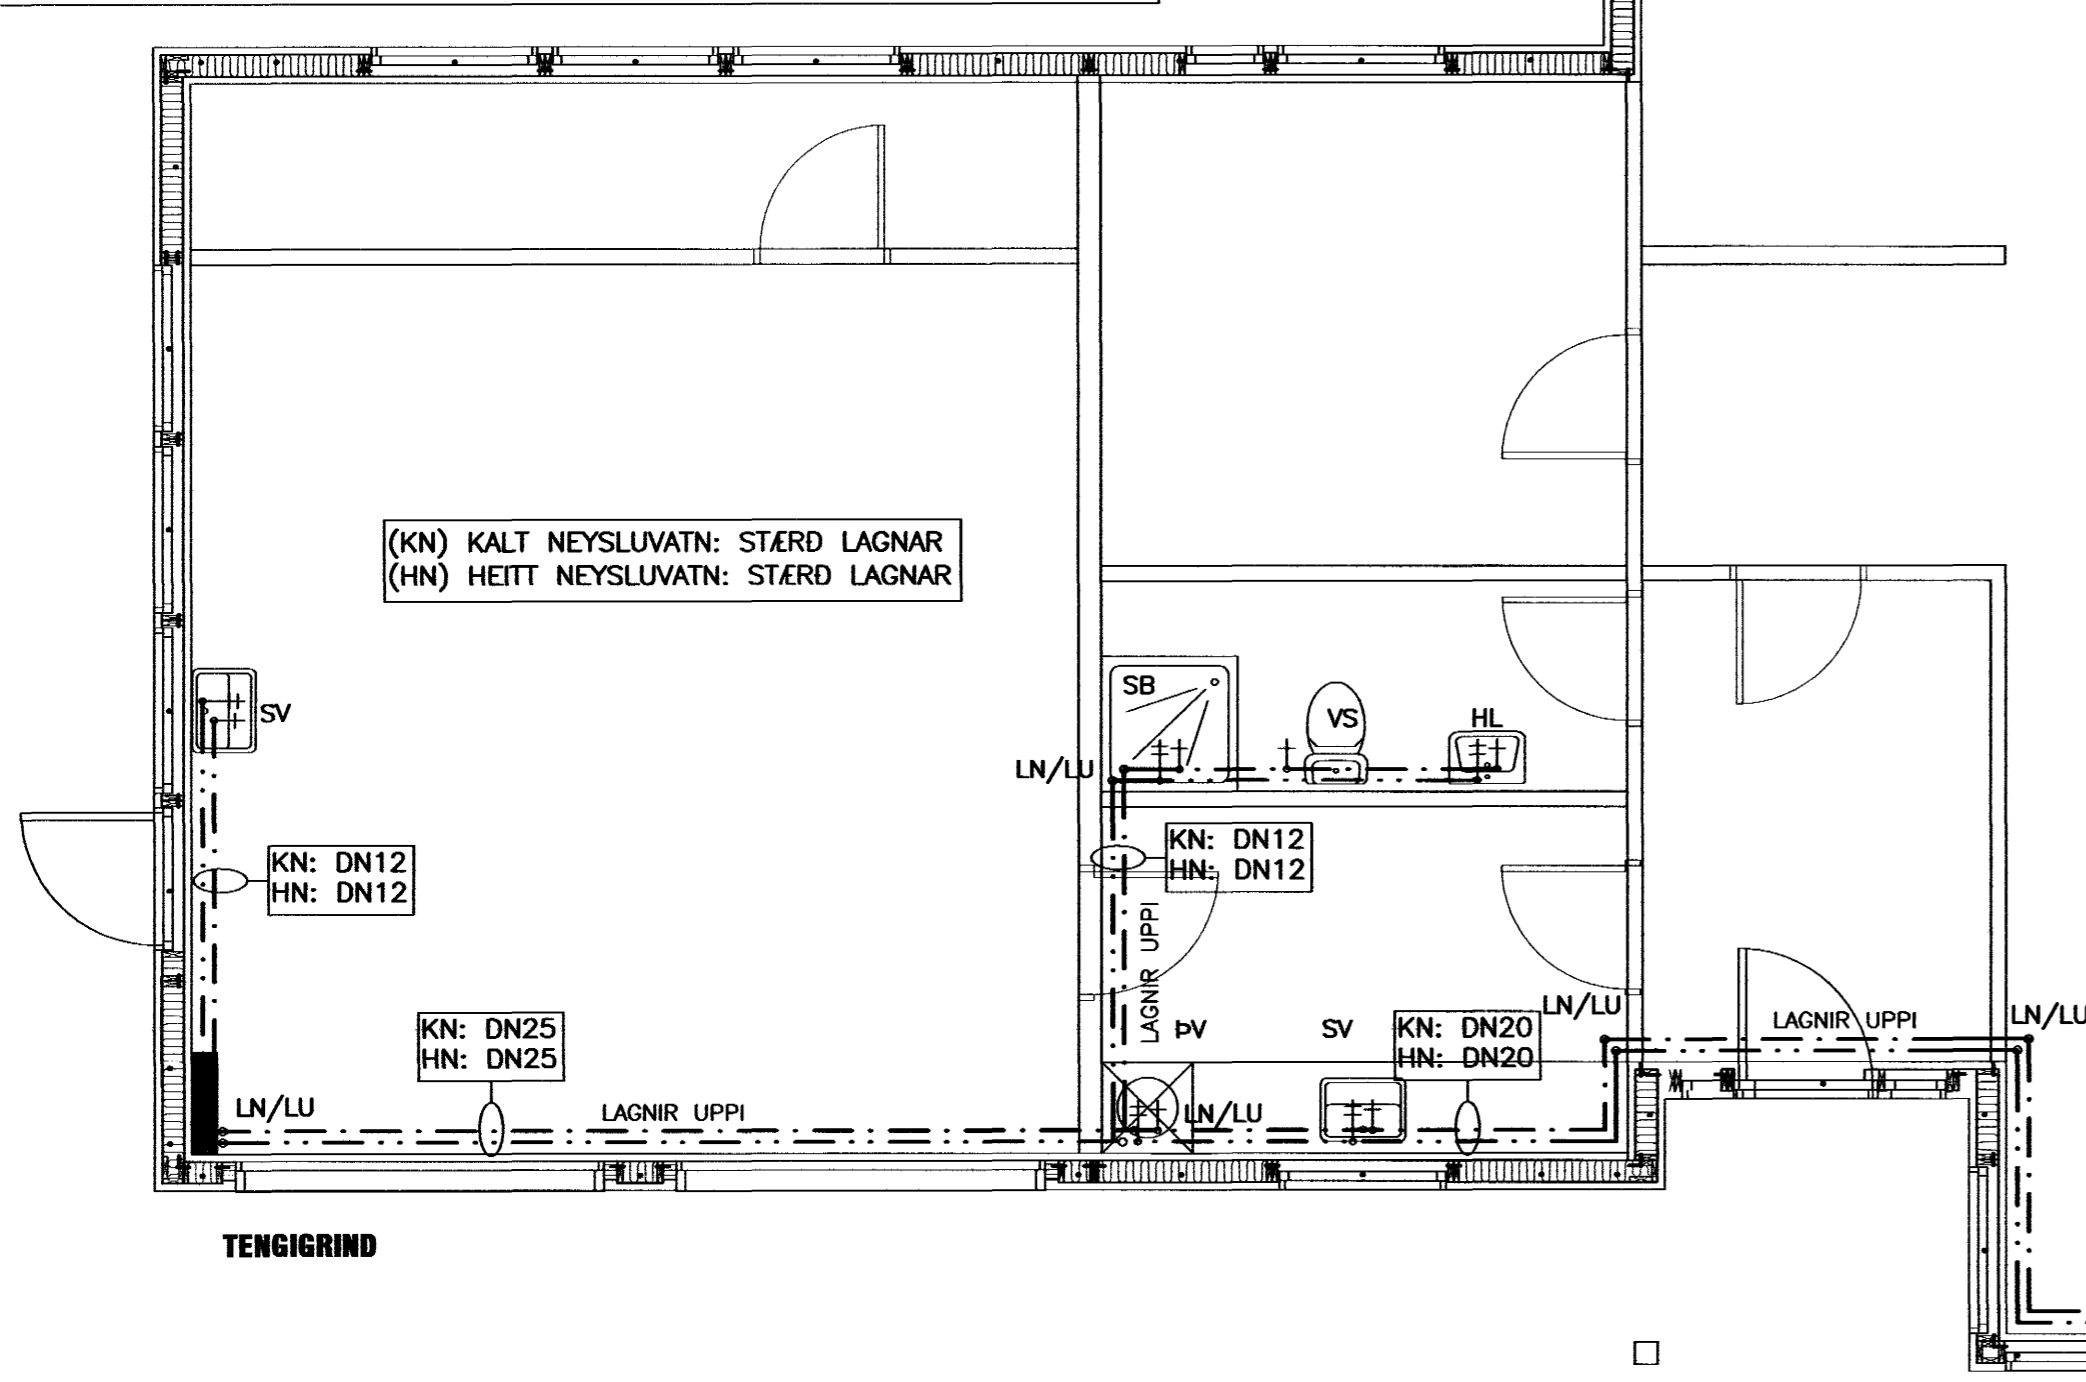 (KN) KALT NEYSLUVATN: STÆRÐ LAGNAR
(HN) HEITT NEYSLUVATN: STÆRÐ LAGNAR
SB
VS
HL
SV
LN/LU
KN: DN12
HN: DN12
KN: DN12
HN: DN12
LAGNIR UPPI
ÞV
SV
KN: DN20
HN: DN20
LN/LU
LAGNIR UPPI
LN/LU
KN: DN25
HN: DN25
LN/LU
LAGNIR UPPI
LN/LU
TENGIGRIND